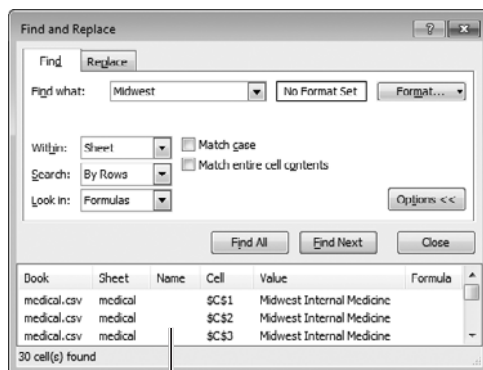 Find and Replace
Find Replace
Find what: Midwest No Format Set Format...
Within: Sheet Match case
Match entire cell contents
Search: By Rows
Look in: Formulas Options <<
Find All Find Next Close
Book Sheet Name Cell Value Formula
medical.csv medical $C$1 Midwest Internal Medicine
medical.csv medical $C$2 Midwest Internal Medicine
medical.csv medical $C$3 Midwest Internal Medicine
30 cell(s) found